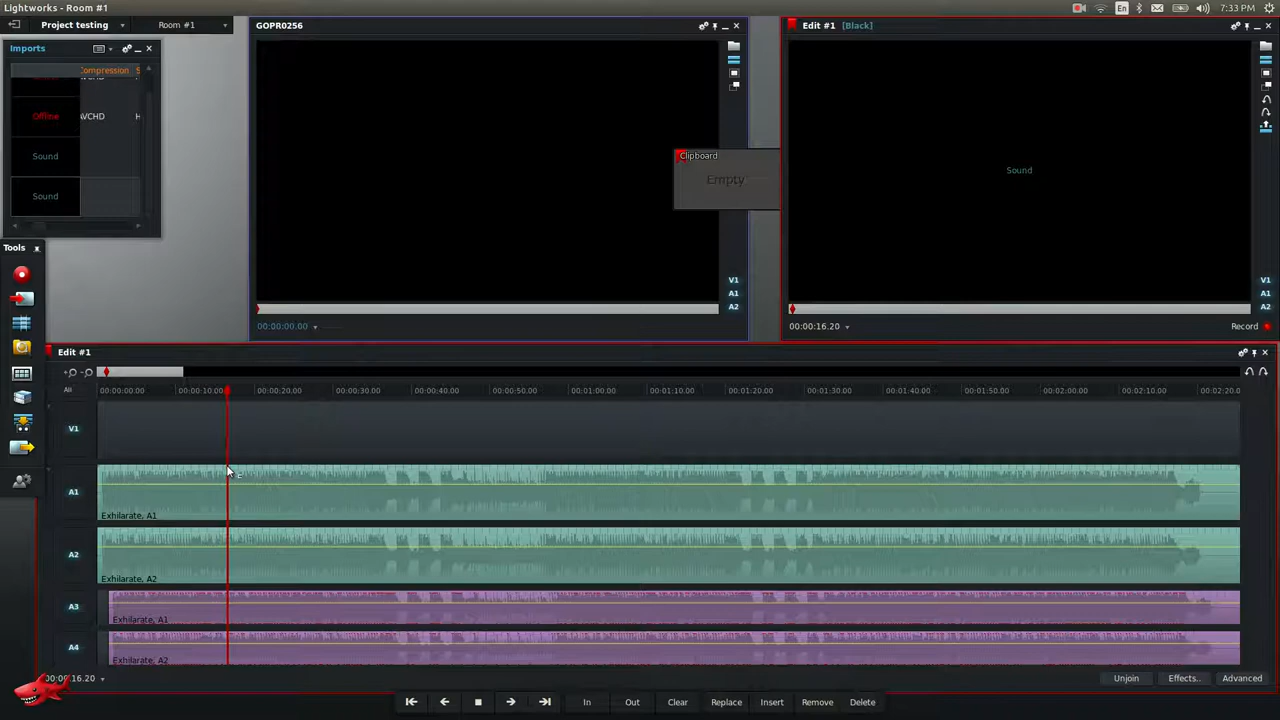 Lightworks - Room #1
En
7:33 PM
Project testing
Room #1
Imports
Compression S
AVCHD
Offline AVCHD H
Sound
Sound
Tools
GOPR0256
V1
A1
A2
00:00:00.00
Clipboard
Empty
Edit #1 [Black]
Sound
V1
A1
A2
00:00:16.20
Record
Edit #1
All
00:00:00.00 00:00:10.00 00:00:20.00 00:00:30.00 00:00:40.00 00:00:50.00 00:01:00.00 00:01:10.00 00:01:20.00 00:01:30.00 00:01:40.00 00:01:50.00 00:02:00.00 00:02:10.00 00:02:20.0
V1
A1
Exhilarate, A1
A2
Exhilarate, A2
A3
Exhilarate, A1
A4
Exhilarate, A2
00:00:16.20
Unjoin Effects.. Advanced
In Out Clear Replace Insert Remove Delete